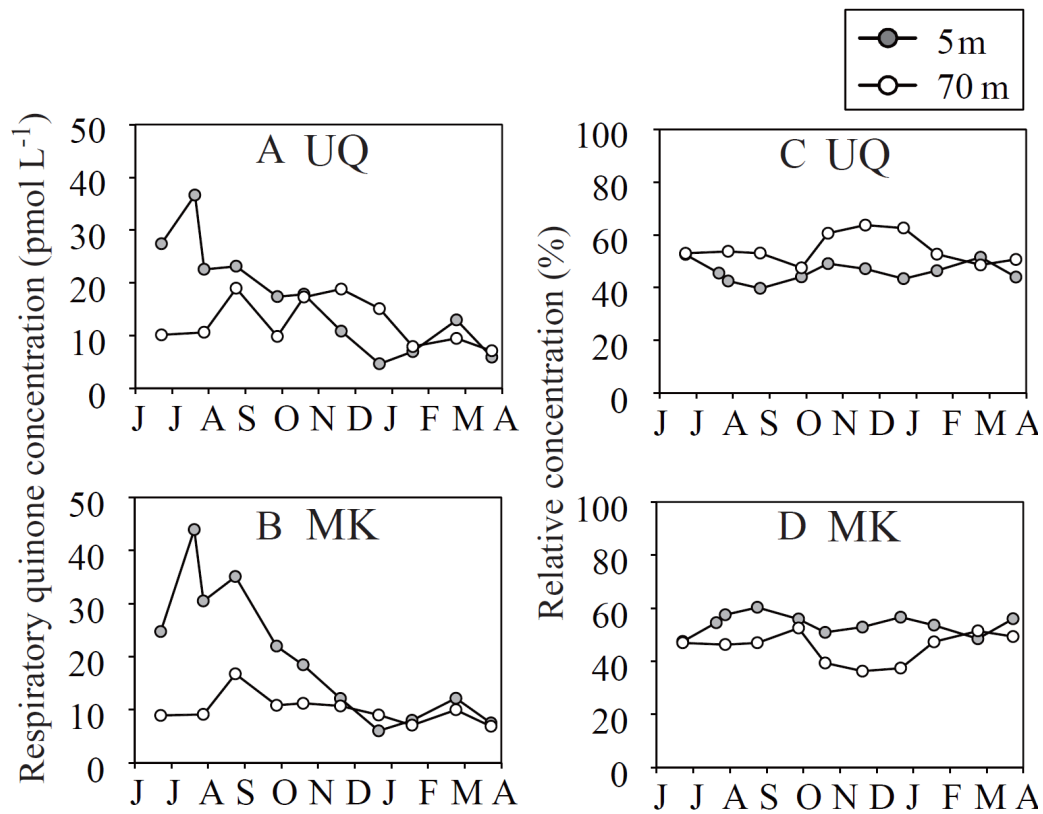 5 m
70 m
Respiratory quinone concentration (pmol L-1)
A UQ
50
40
30
20
10
0
J J A S O N D J F M A
B MK
50
40
30
20
10
0
J J A S O N D J F M A
Relative concentration (%)
C UQ
100
80
60
40
20
0
J J A S O N D J F M A
D MK
100
80
60
40
20
0
J J A S O N D J F M A